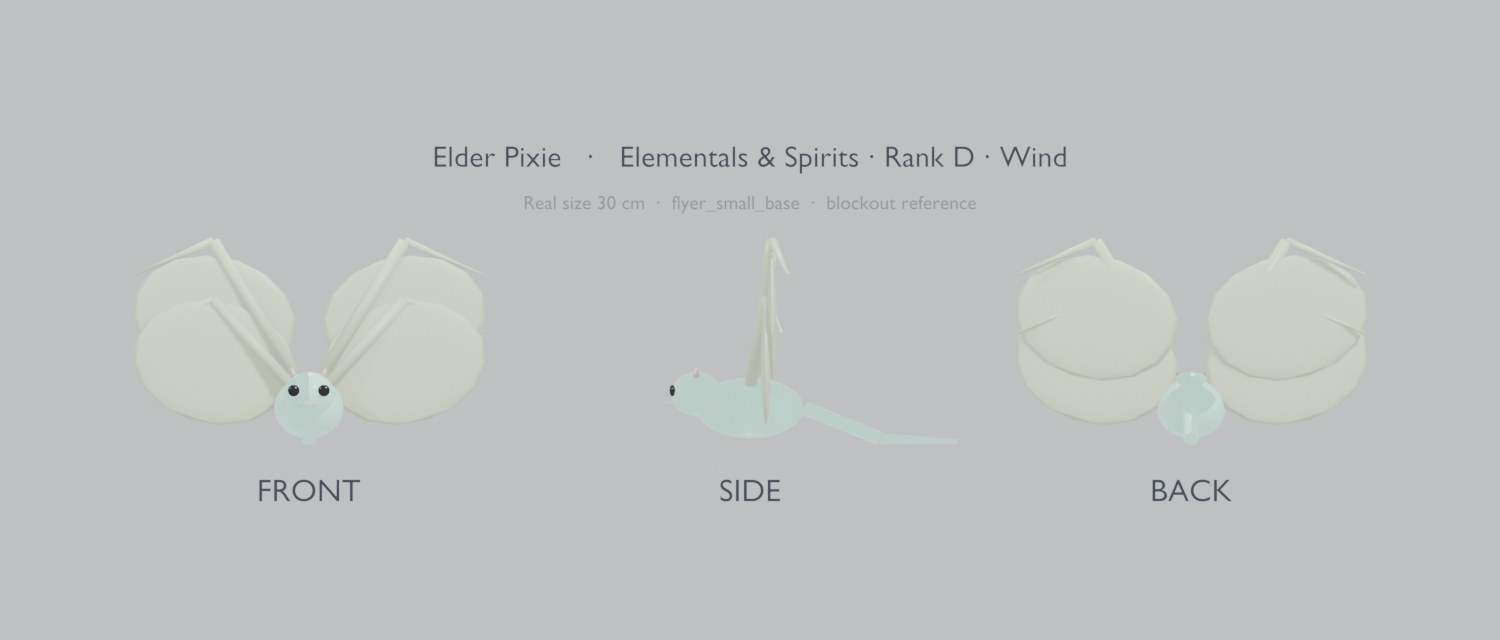 Elder Pixie · Elementals & Spirits · Rank D · Wind
Real size 30 cm · flyer_small_base · blockout reference
FRONT
SIDE
BACK